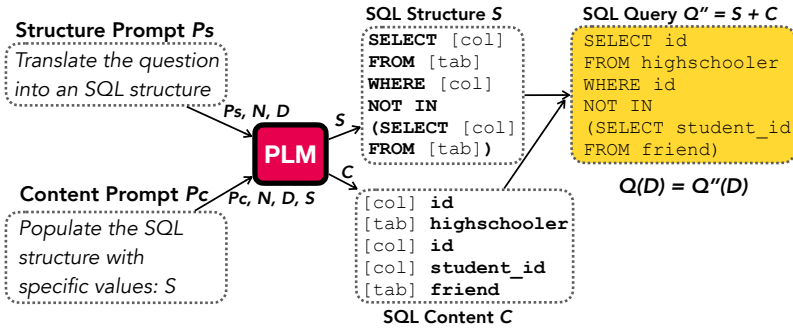 Structure Prompt Ps
Translate the question
into an SQL structure
Ps, N, D
PLM
S
C
Content Prompt Pc
Pc, N, D, S
Populate the SQL
structure with
specific values: S
SQL Structure S
SELECT [col]
FROM [tab]
WHERE [col]
NOT IN
(SELECT [col]
FROM [tab])
[col] id
[tab] highschooler
[col] id
[col] student_id
[tab] friend
SQL Content C
SQL Query Q″ = S + C
SELECT id
FROM highschooler
WHERE id
NOT IN
(SELECT student_id
FROM friend)
Q(D) = Q″(D)